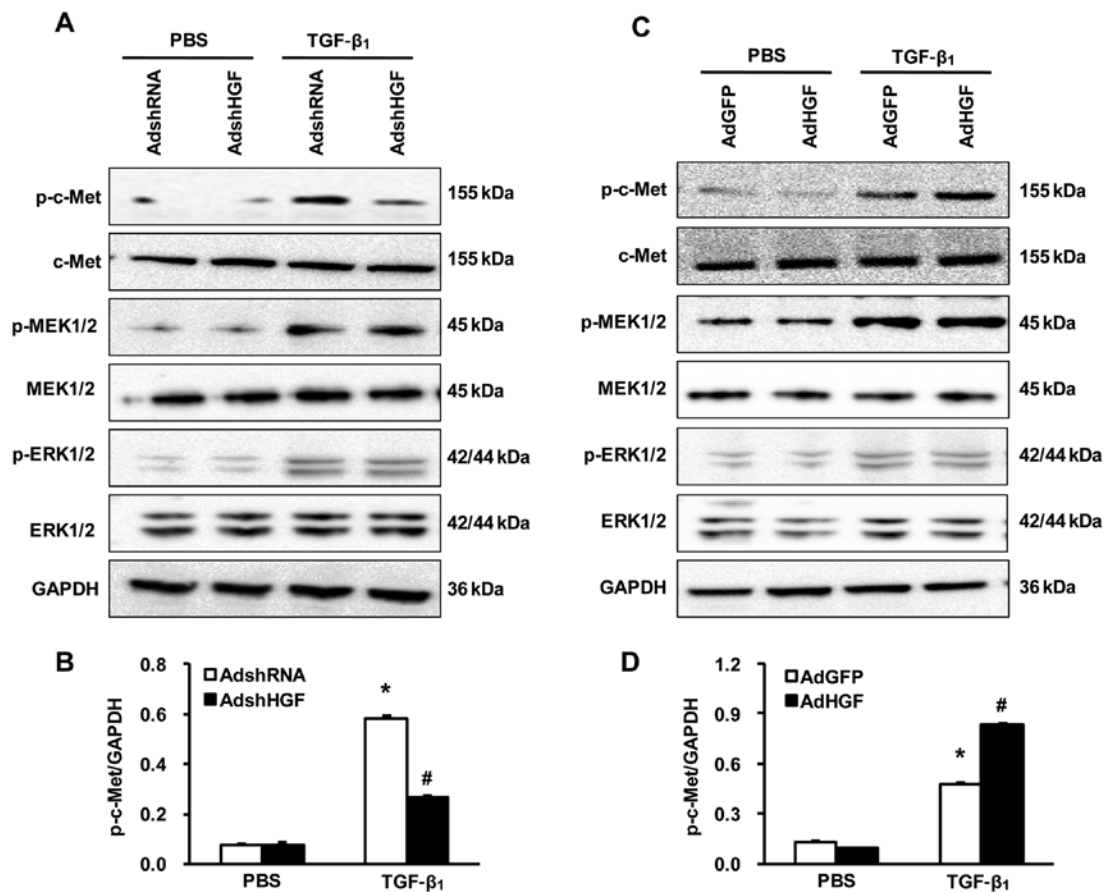 A
PBS TGF-β₁
AdshRNA AdshHGF AdshRNA AdshHGF
p-c-Met 155 kDa
c-Met 155 kDa
p-MEK1/2 45 kDa
MEK1/2 45 kDa
p-ERK1/2 42/44 kDa
ERK1/2 42/44 kDa
GAPDH 36 kDa
B
p-c-Met/GAPDH
0.8
0.6
0.4
0.2
0.0
AdshRNA
AdshHGF
*
#
PBS TGF-β₁
C
PBS TGF-β₁
AdGFP AdHGF AdGFP AdHGF
p-c-Met 155 kDa
c-Met 155 kDa
p-MEK1/2 45 kDa
MEK1/2 45 kDa
p-ERK1/2 42/44 kDa
ERK1/2 42/44 kDa
GAPDH 36 kDa
D
p-c-Met/GAPDH
1.2
0.9
0.6
0.3
0.0
AdGFP
AdHGF
*
#
PBS TGF-β₁